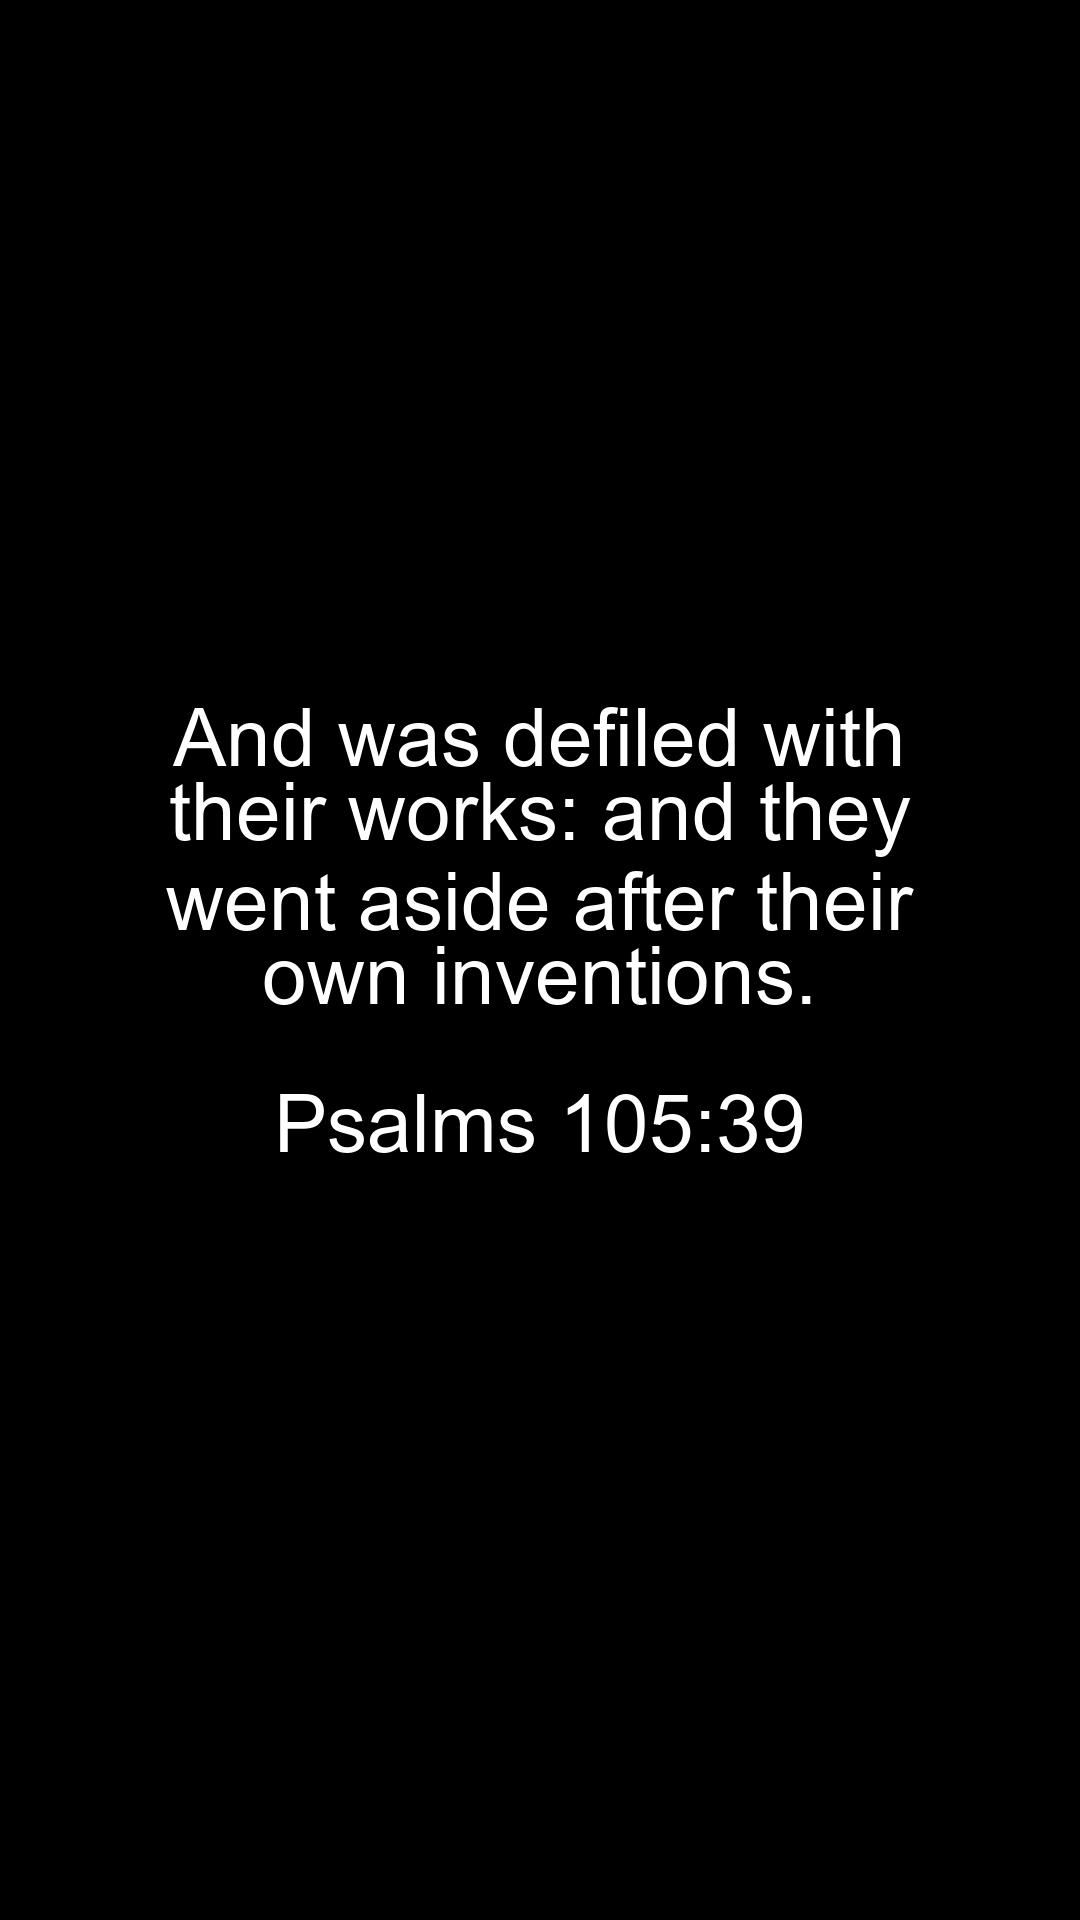 And was defiled with
their works: and they
went aside after their
own inventions.
Psalms 105:39